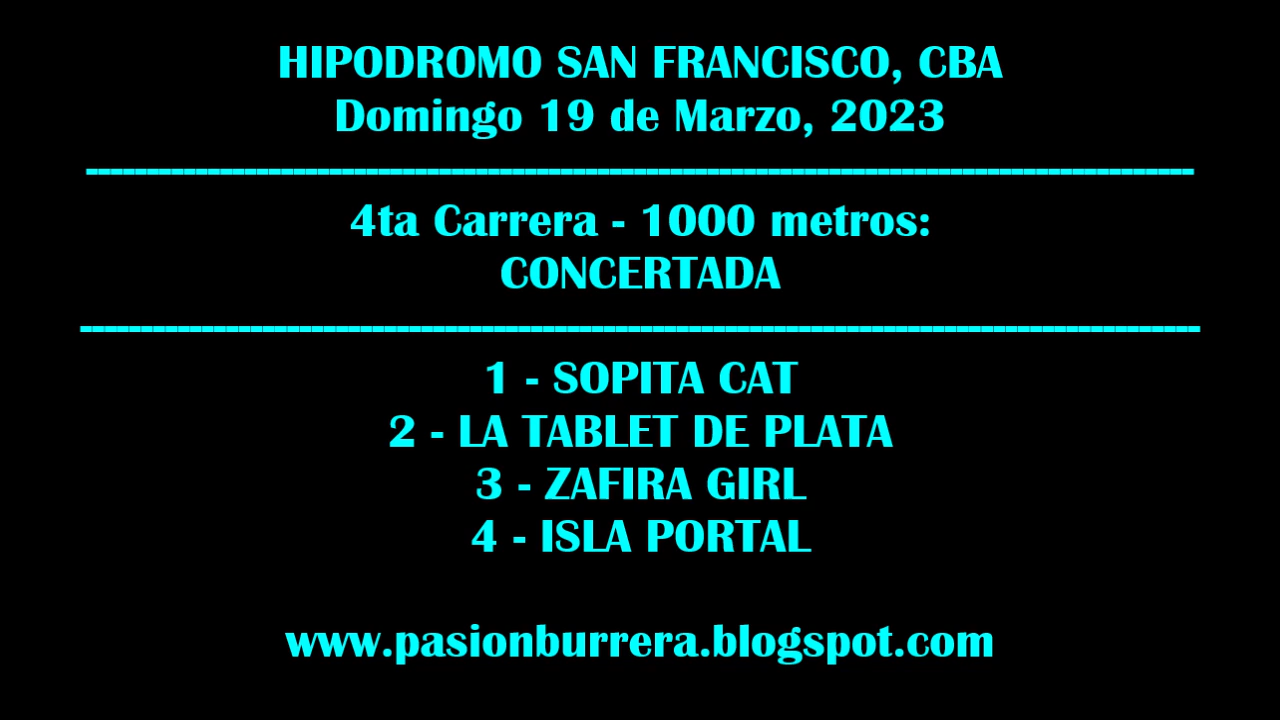 HIPODROMO SAN FRANCISCO, CBA
Domingo 19 de Marzo, 2023
--------------------------------------------------------------------------------------------
4ta Carrera - 1000 metros:
CONCERTADA
---------------------------------------------------------------------------------------------
1 - SOPITA CAT
2 - LA TABLET DE PLATA
3 - ZAFIRA GIRL
4 - ISLA PORTAL
www.pasionburrera.blogspot.com